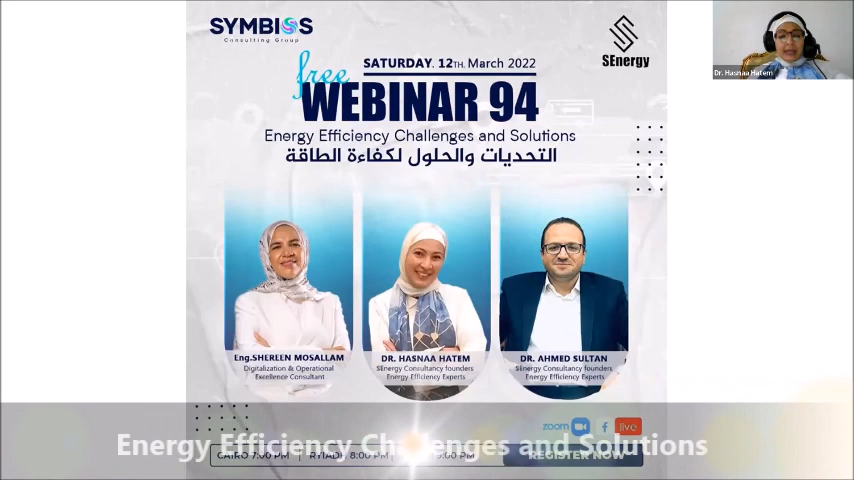 SYMBIOS
Consulting Group
SEnergy
SATURDAY. 12TH. March 2022
free
WEBINAR 94
Energy Efficiency Challenges and Solutions
التحديات والحلول لكفاءة الطاقة
Dr. Hasnaa Hatem
Eng.SHEREEN MOSALLAM
Digitalization & Operational
Excellence Consultant
DR. HASNAA HATEM
SEnergy Consultancy founders
Energy Efficiency Experts
DR. AHMED SULTAN
SEnergy Consultancy founders
Energy Efficiency Experts
zoom
f
live
Energy Efficiency Challenges and Solutions
CAIRO 7:00 PM | RIYADH 8:00 PM | 9:00 PM
REGISTER NOW